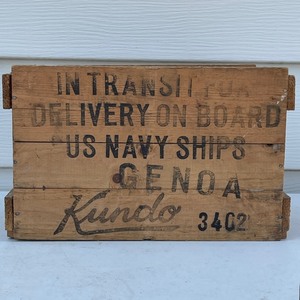 IN TRANSIT FOR
DELIVERY ON BOARD
US NAVY SHIPS
GENOA
Kundo
3402